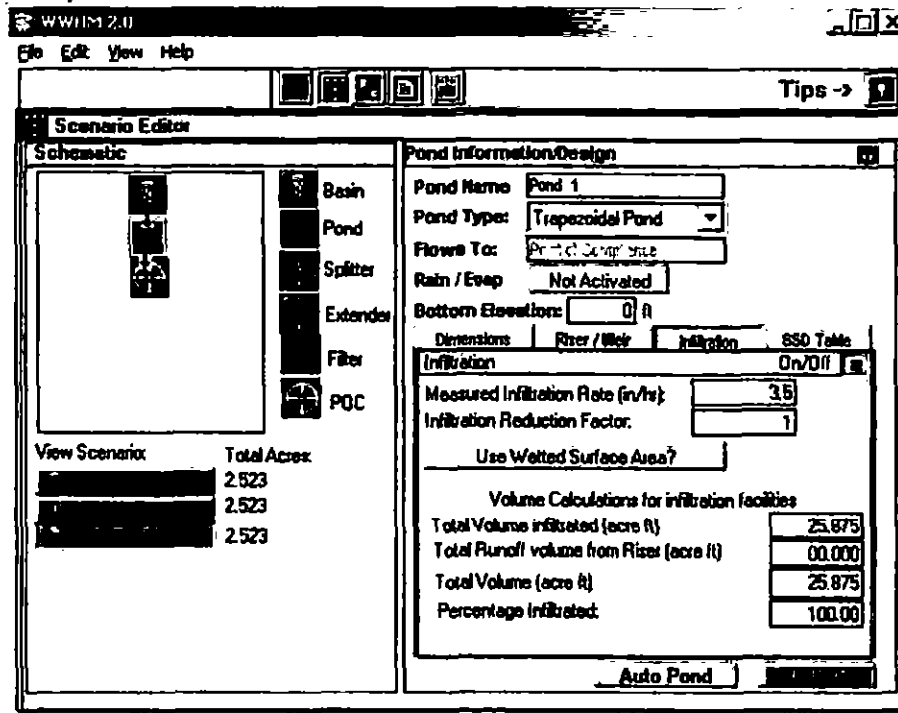 WWHM 2.0
File Edit View Help
Tips ->
Scenario Editor
Schematic
Basin
Pond
Splitter
Extender
Filter
POC
View Scenario: Total Acres:
2.523
2.523
2.523
Pond Information/Design
Pond Name Pond 1
Pond Type: Trapezoidal Pond
Flows To: Point of Compliance
Rain / Evap Not Activated
Bottom Elevation: 0 ft
Dimensions Riser / Weir Infiltration SSD Table
Infiltration On/Off
Measured Infiltration Rate (in/hr): 3.5
Infiltration Reduction Factor: 1
Use Wetted Surface Area?
Volume Calculations for infiltration facilities
Total Volume infiltrated (acre ft) 25.875
Total Runoff volume from Riser (acre ft) 00.000
Total Volume (acre ft) 25.875
Percentage Infiltrated: 100.00
Auto Pond